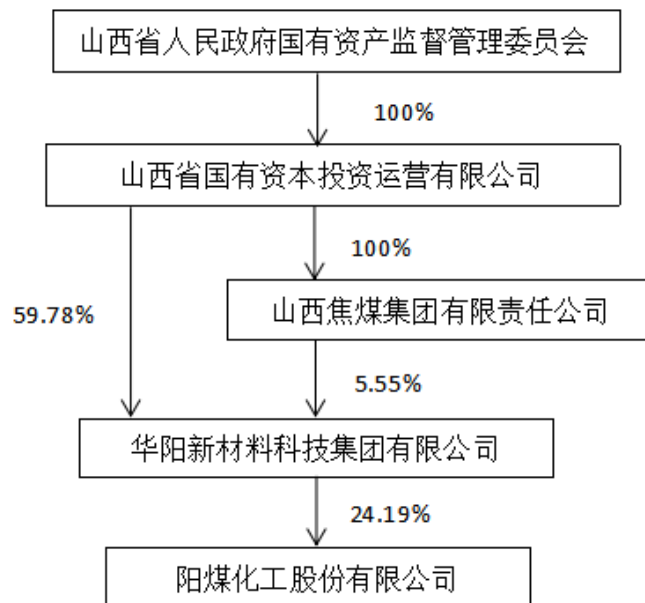 山西省人民政府国有资产监督管理委员会
100%
山西省国有资本投资运营有限公司
100%
59.78%
山西焦煤集团有限责任公司
5.55%
华阳新材料科技集团有限公司
24.19%
阳煤化工股份有限公司